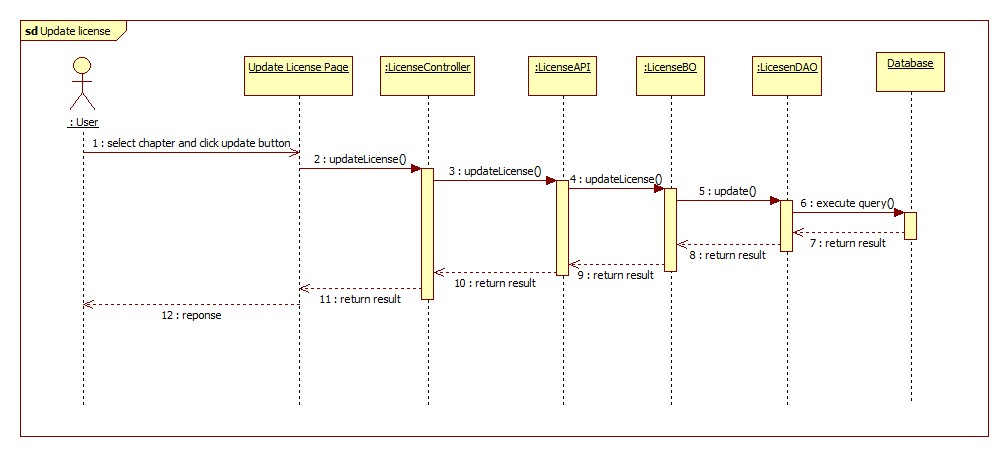 sd Update license
: User
Update License Page
:LicenseController
:LicenseAPI
:LicenseBO
:LicesenDAO
Database
1 : select chapter and click update button
2 : updateLicense()
3 : updateLicense()
4 : updateLicense()
5 : update()
6 : execute query()
7 : return result
8 : return result
9 : return result
10 : return result
11 : return result
12 : reponse